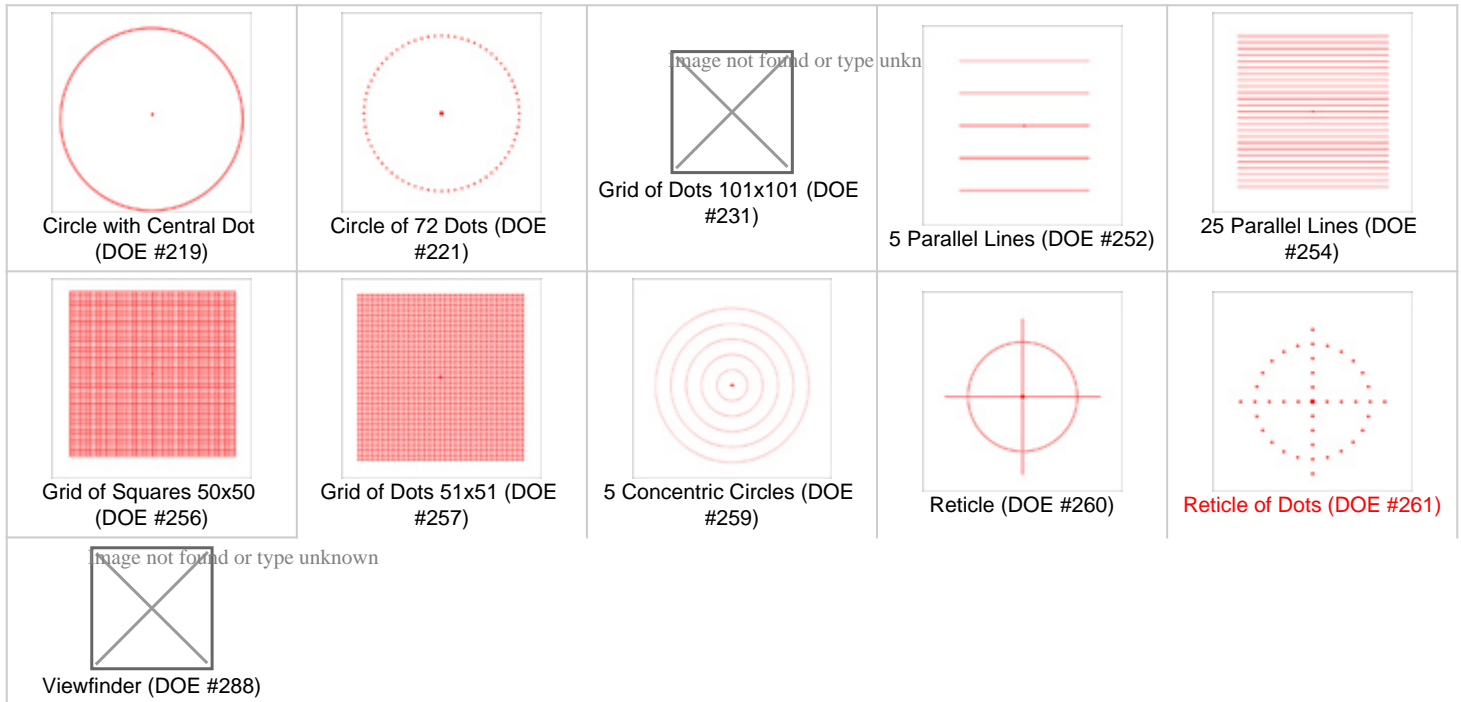 Circle with Central Dot
(DOE #219)
Circle of 72 Dots (DOE
#221)
Image not found or type unkn
Grid of Dots 101x101 (DOE
#231)
5 Parallel Lines (DOE #252)
25 Parallel Lines (DOE
#254)
Grid of Squares 50x50
(DOE #256)
Grid of Dots 51x51 (DOE
#257)
5 Concentric Circles (DOE
#259)
Reticle (DOE #260)
Reticle of Dots (DOE #261)
Image not found or type unknown
Viewfinder (DOE #288)